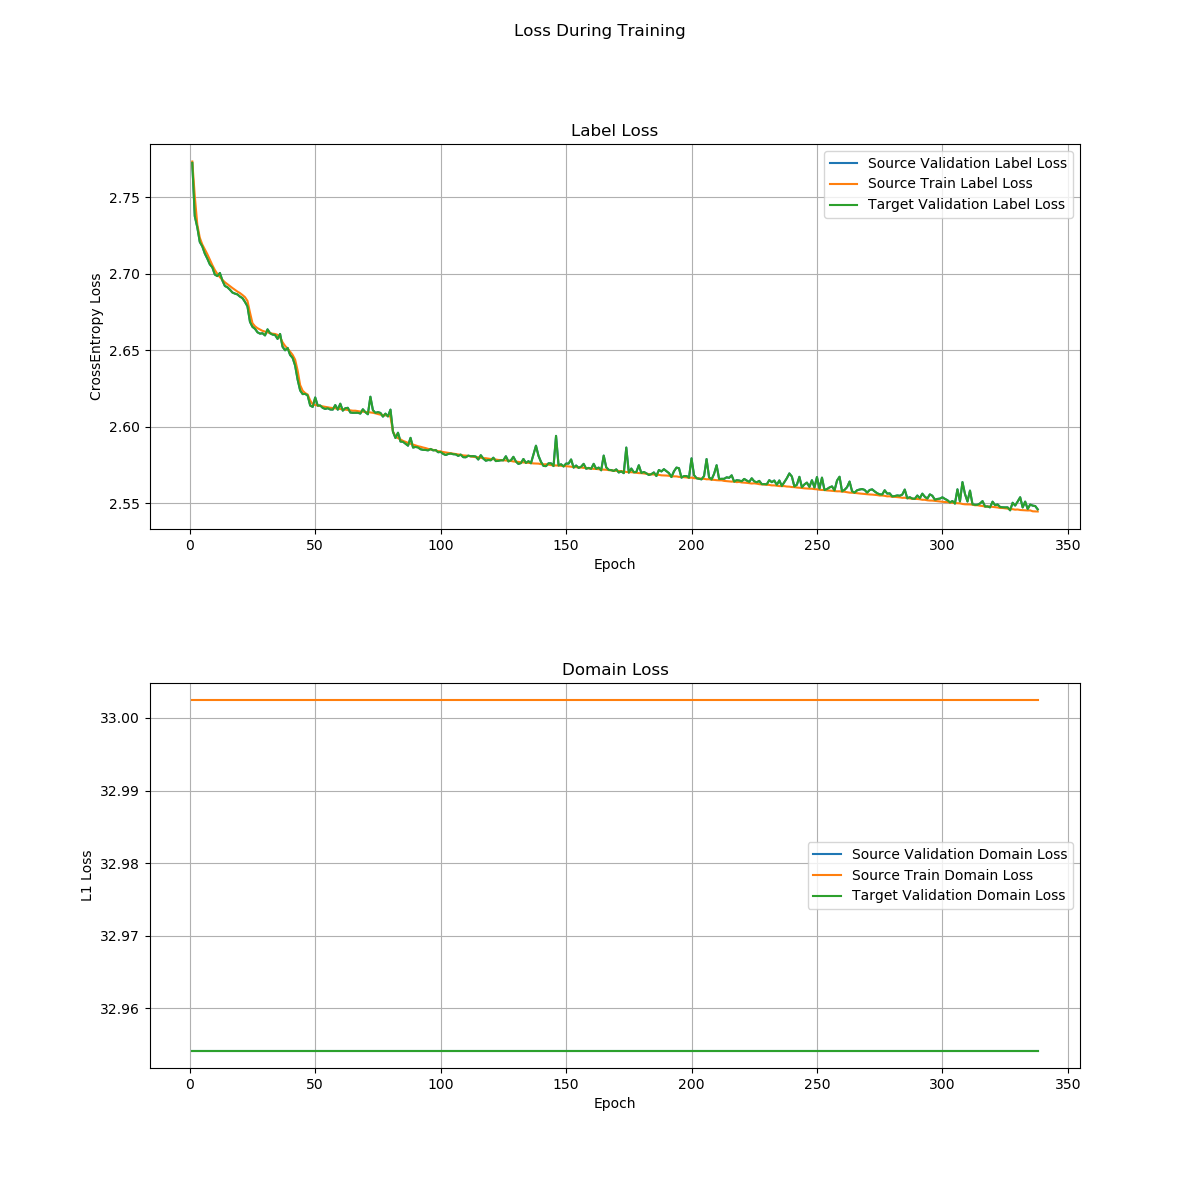 Loss During Training
Label Loss
Source Validation Label Loss
Source Train Label Loss
Target Validation Label Loss
2.75
2.70
2.65
2.60
2.55
CrossEntropy Loss
0 50 100 150 200 250 300 350
Epoch
Domain Loss
33.00
32.99
32.98
32.97
32.96
L1 Loss
Source Validation Domain Loss
Source Train Domain Loss
Target Validation Domain Loss
0 50 100 150 200 250 300 350
Epoch